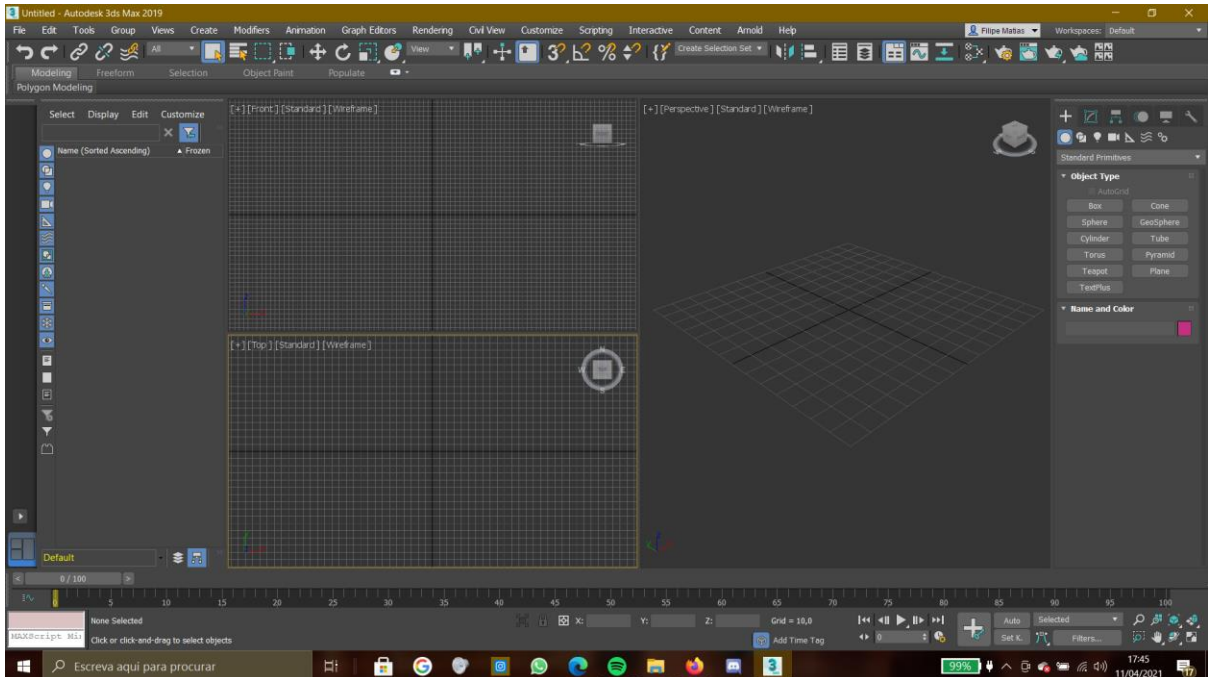 Untitled - Autodesk 3ds Max 2019
File Edit Tools Group Views Create Modifiers Animation Graph Editors Rendering Civil View Customize Scripting Interactive Content Arnold Help Filipe Matias Workspaces: Default
All View Create Selection Set
Modeling Freeform Selection Object Paint Populate
Polygon Modeling
Select Display Edit Customize
Name (Sorted Ascending) Frozen
[+] [Front ] [Standard ] [Wireframe ]
[+] [Perspective ] [Standard ] [Wireframe ]
[+] [Top ] [Standard ] [Wireframe ]
Standard Primitives
Object Type
AutoGrid
Box Cone
Sphere GeoSphere
Cylinder Tube
Torus Pyramid
Teapot Plane
TextPlus
Name and Color
Default
0 / 100
0 5 10 15 20 25 30 35 40 45 50 55 60 65 70 75 80 85 90 95 100
None Selected X: Y: Z: Grid = 10,0 Auto Selected
MAXScript Mi Click or click-and-drag to select objects Add Time Tag 0 Set K. Filters...
Escreva aqui para procurar 99% 17:45
11/04/2021
17